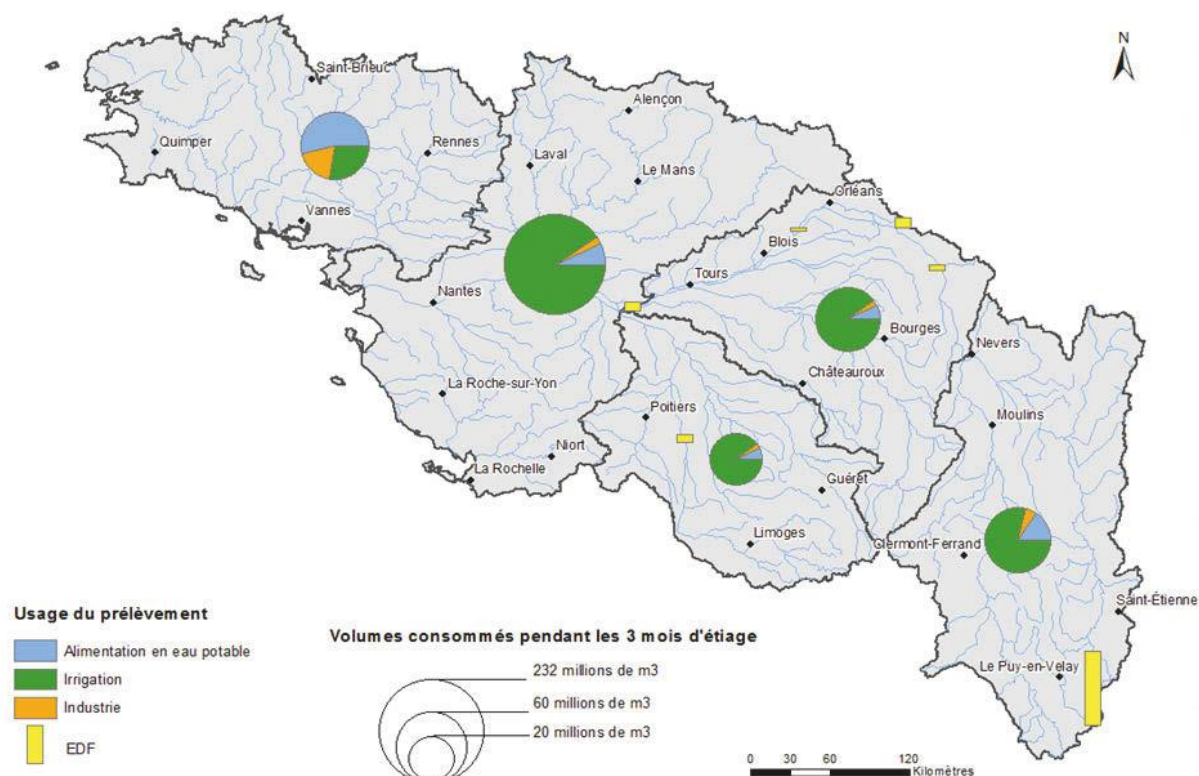 N
Saint-Brieuc
Alençon
Quimper
Rennes
Laval
Le Mans
Vannes
Orléans
Blois
Tours
Nantes
Bourges
Nevers
Châteauroux
La Roche-sur-Yon
Poitiers
Moulins
Niort
La Rochelle
Guéret
Limoges
Clermont-Ferrand
Saint-Étienne
Le Puy-en-Velay
Usage du prélèvement
Alimentation en eau potable
Irrigation
Industrie
EDF
Volumes consommés pendant les 3 mois d'étiage
232 millions de m3
60 millions de m3
20 millions de m3
0 30 60 120
Kilomètres